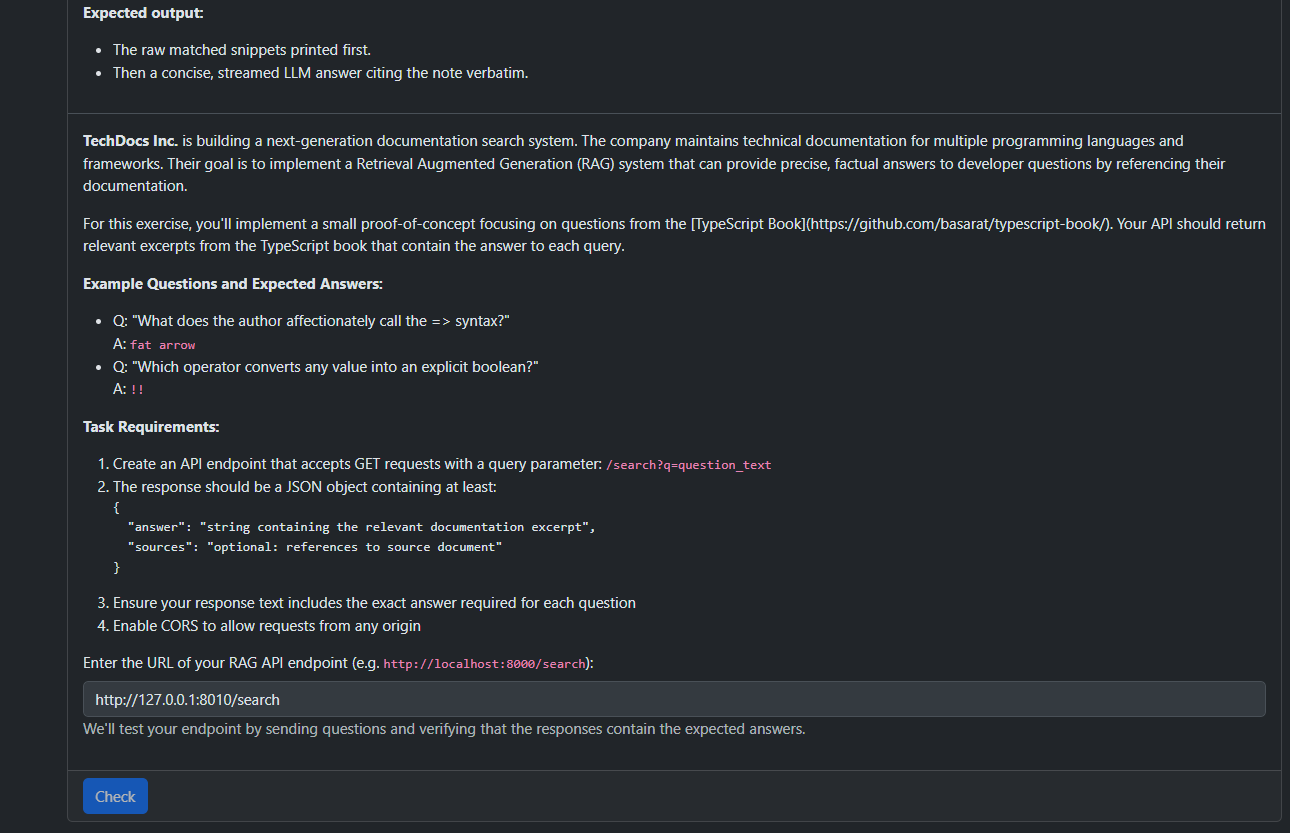 Expected output:
• The raw matched snippets printed first.
• Then a concise, streamed LLM answer citing the note verbatim.
TechDocs Inc. is building a next-generation documentation search system. The company maintains technical documentation for multiple programming languages and
frameworks. Their goal is to implement a Retrieval Augmented Generation (RAG) system that can provide precise, factual answers to developer questions by referencing their
documentation.
For this exercise, you'll implement a small proof-of-concept focusing on questions from the [TypeScript Book](https://github.com/basarat/typescript-book/). Your API should return
relevant excerpts from the TypeScript book that contain the answer to each query.
Example Questions and Expected Answers:
• Q: "What does the author affectionately call the => syntax?"
A: fat arrow
• Q: "Which operator converts any value into an explicit boolean?"
A: !!
Task Requirements:
1. Create an API endpoint that accepts GET requests with a query parameter: /search?q=question_text
2. The response should be a JSON object containing at least:
{
"answer": "string containing the relevant documentation excerpt",
"sources": "optional: references to source document"
}
3. Ensure your response text includes the exact answer required for each question
4. Enable CORS to allow requests from any origin
Enter the URL of your RAG API endpoint (e.g. http://localhost:8000/search):
http://127.0.0.1:8010/search
We'll test your endpoint by sending questions and verifying that the responses contain the expected answers.
Check